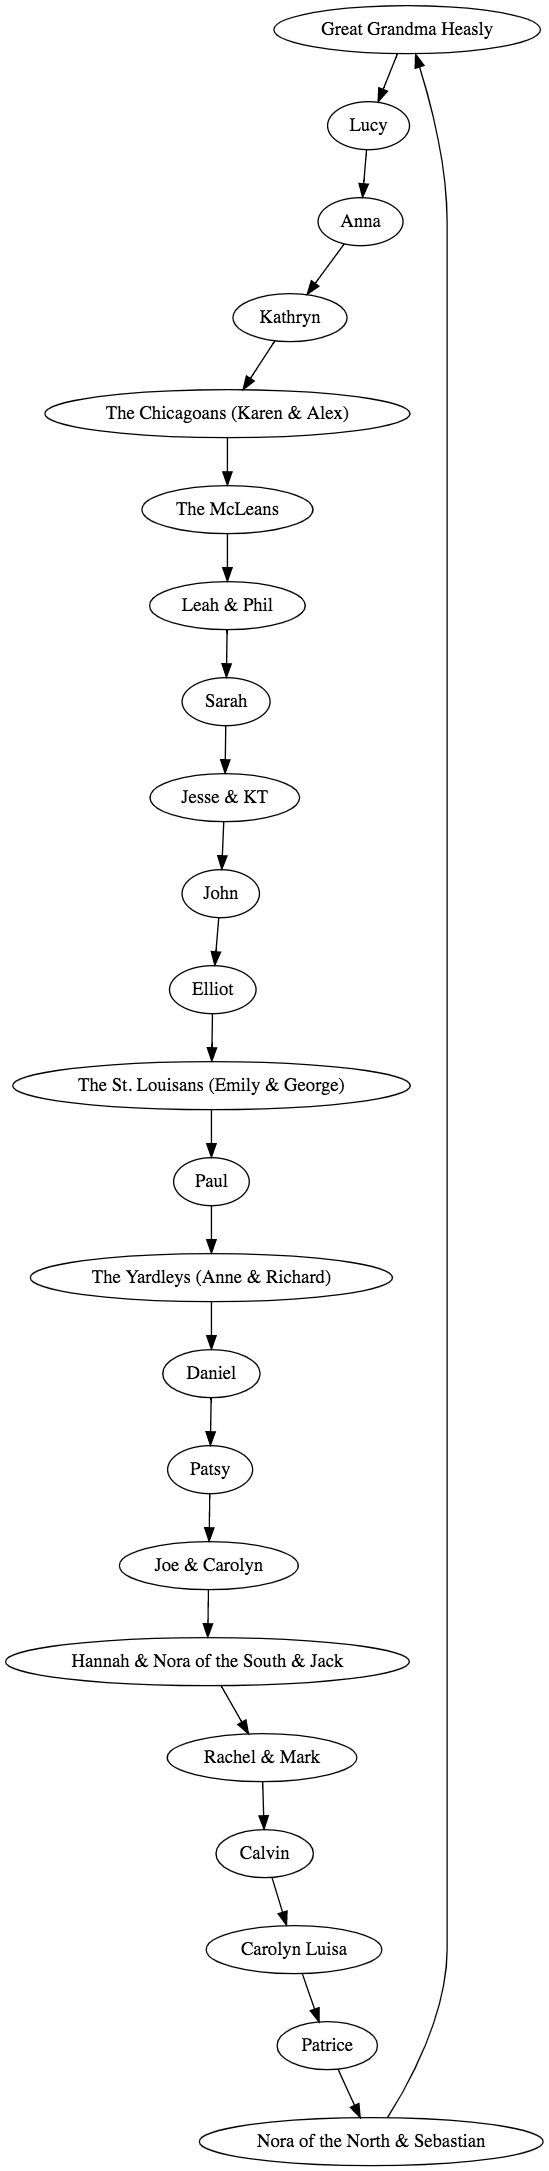 Great Grandma Heasly
Lucy
Anna
Kathryn
The Chicagoans (Karen & Alex)
The McLeans
Leah & Phil
Sarah
Jesse & KT
John
Elliot
The St. Louisans (Emily & George)
Paul
The Yardleys (Anne & Richard)
Daniel
Patsy
Joe & Carolyn
Hannah & Nora of the South & Jack
Rachel & Mark
Calvin
Carolyn Luisa
Patrice
Nora of the North & Sebastian